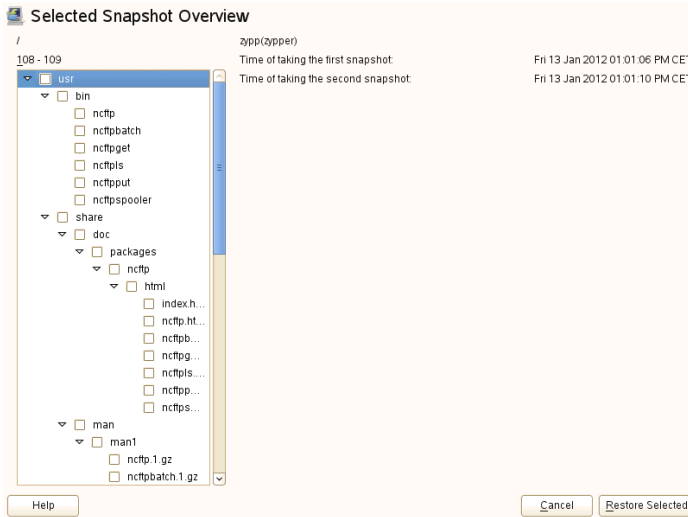 Selected Snapshot Overview
/
108 - 109
zypp(zypper)
Time of taking the first snapshot: Fri 13 Jan 2012 01:01:06 PM CET
Time of taking the second snapshot: Fri 13 Jan 2012 01:01:10 PM CET
usr
bin
ncftp
ncftpbatch
ncftpget
ncftpls
ncftpput
ncftpspooler
share
doc
packages
ncftp
html
index.h...
ncftp.ht...
ncftpb...
ncftpg...
ncftpls....
ncftpp...
ncftps...
man
man1
ncftp.1.gz
ncftpbatch.1.gz
Help
Cancel
Restore Selected